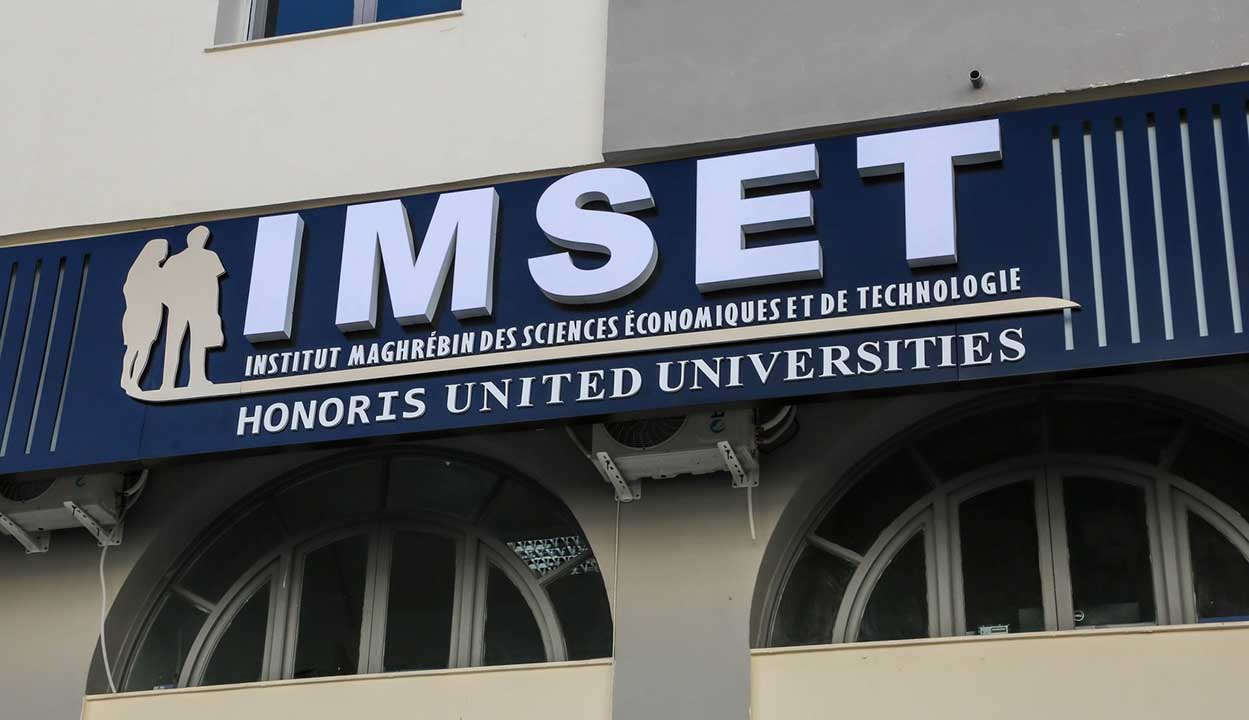 IMSET
INSTITUT MAGHRÉBIN DES SCIENCES ÉCONOMIQUES ET DE TECHNOLOGIE
HONORIS UNITED UNIVERSITIES